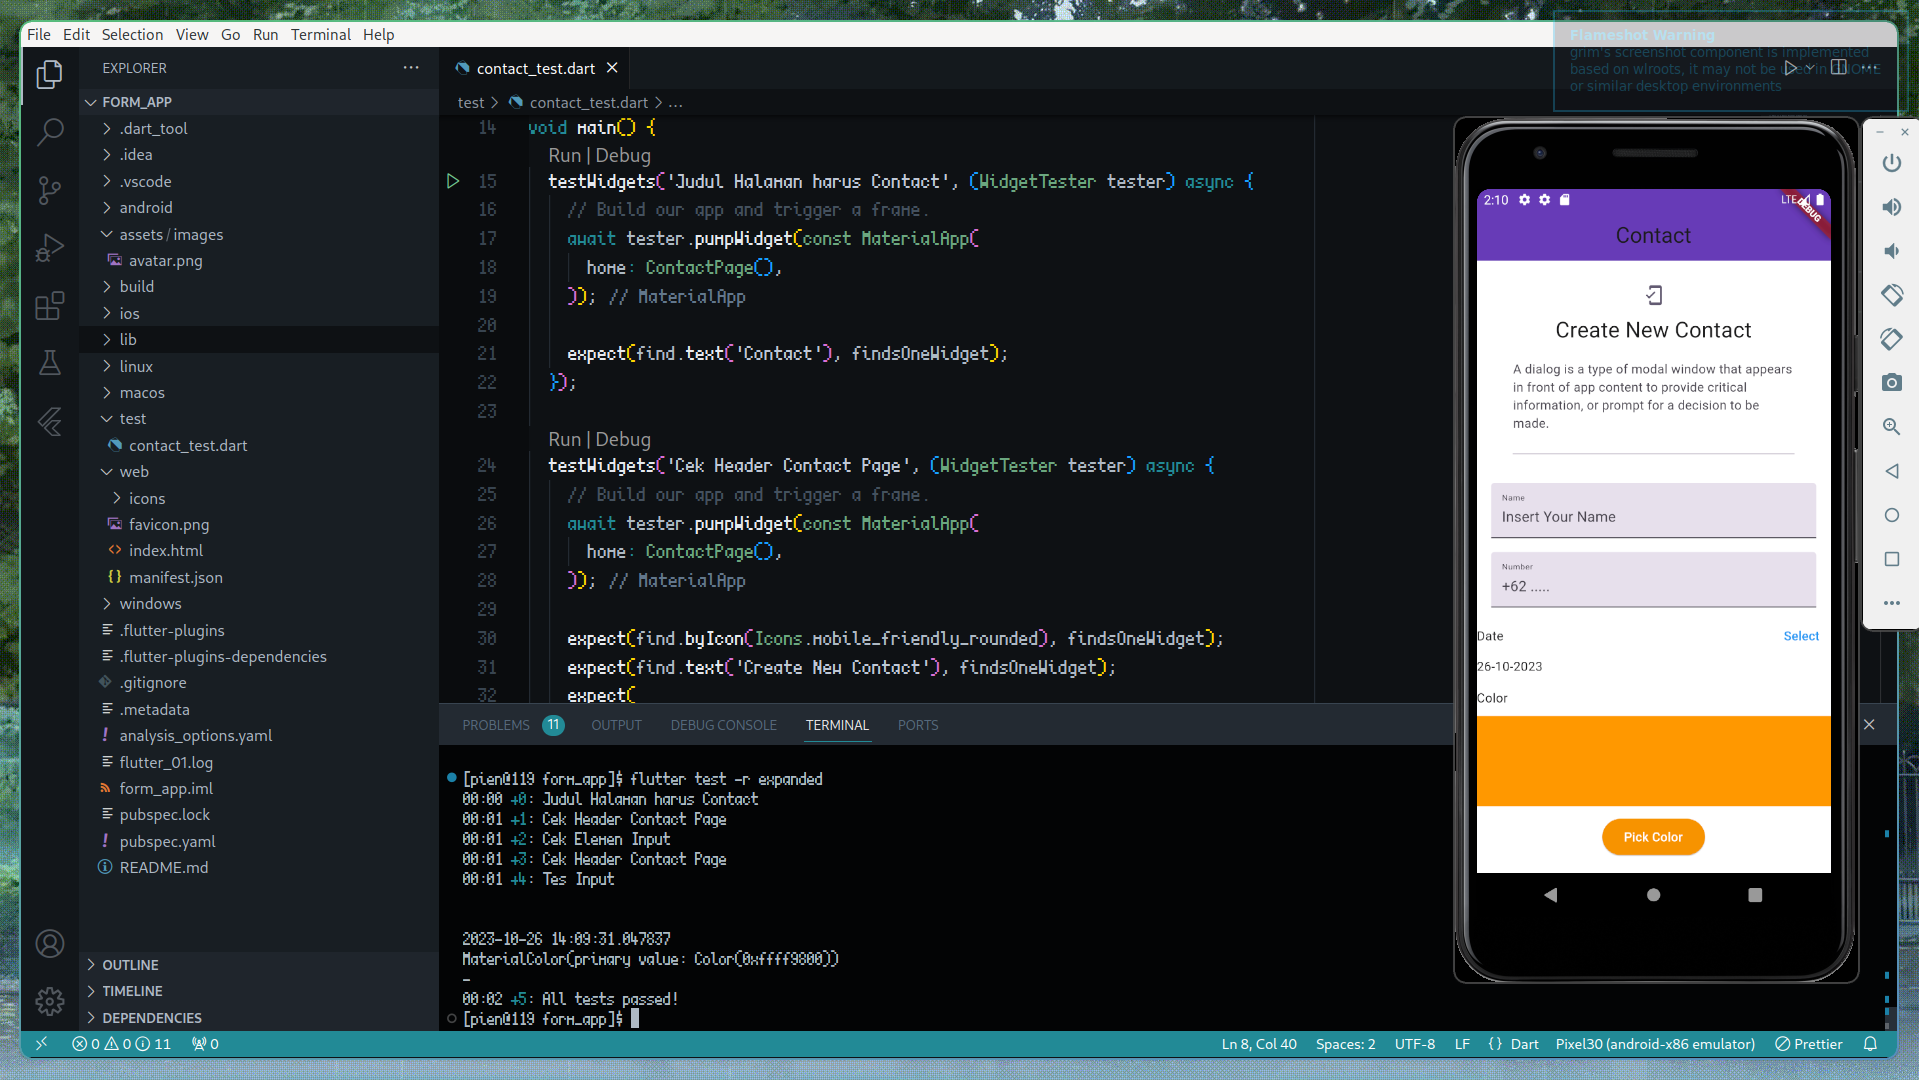 File Edit Selection View Go Run Terminal Help
Flameshot Warning
grim's screenshot component is implemented
based on wlroots, it may not be used in GNOME
or similar desktop environments
EXPLORER
FORM_APP
.dart_tool
.idea
.vscode
android
assets/images
avatar.png
build
ios
lib
linux
macos
test
contact_test.dart
web
icons
favicon.png
index.html
manifest.json
windows
.flutter-plugins
.flutter-plugins-dependencies
.gitignore
.metadata
analysis_options.yaml
flutter_01.log
form_app.iml
pubspec.lock
pubspec.yaml
README.md
OUTLINE
TIMELINE
DEPENDENCIES
contact_test.dart
test > contact_test.dart > ...
14 void main() {
Run | Debug
15 testWidgets('Judul Halaman harus Contact', (WidgetTester tester) async {
16 // Build our app and trigger a frame.
17 await tester.pumpWidget(const MaterialApp(
18 home: ContactPage(),
19 )); // MaterialApp
20
21 expect(find.text('Contact'), findsOneWidget);
22 });
23
Run | Debug
24 testWidgets('Cek Header Contact Page', (WidgetTester tester) async {
25 // Build our app and trigger a frame.
26 await tester.pumpWidget(const MaterialApp(
27 home: ContactPage(),
28 )); // MaterialApp
29
30 expect(find.byIcon(Icons.mobile_friendly_rounded), findsOneWidget);
31 expect(find.text('Create New Contact'), findsOneWidget);
32 expect(
PROBLEMS 11 OUTPUT DEBUG CONSOLE TERMINAL PORTS
[pien@119 form_app]$ flutter test -r expanded
00:00 +0: Judul Halaman harus Contact
00:01 +1: Cek Header Contact Page
00:01 +2: Cek Elemen Input
00:01 +3: Cek Header Contact Page
00:01 +4: Tes Input
2023-10-26 14:09:31.047837
MaterialColor(primary value: Color(0xffff9800))
-
00:02 +5: All tests passed!
[pien@119 form_app]$
2:10 LTE
DEBUG
Contact
Create New Contact
A dialog is a type of modal window that appears
in front of app content to provide critical
information, or prompt for a decision to be
made.
Name
Insert Your Name
Number
+62 .....
Date Select
26-10-2023
Color
Pick Color
0 0 11 0 Ln 8, Col 40 Spaces: 2 UTF-8 LF {} Dart Pixel30 (android-x86 emulator) Prettier